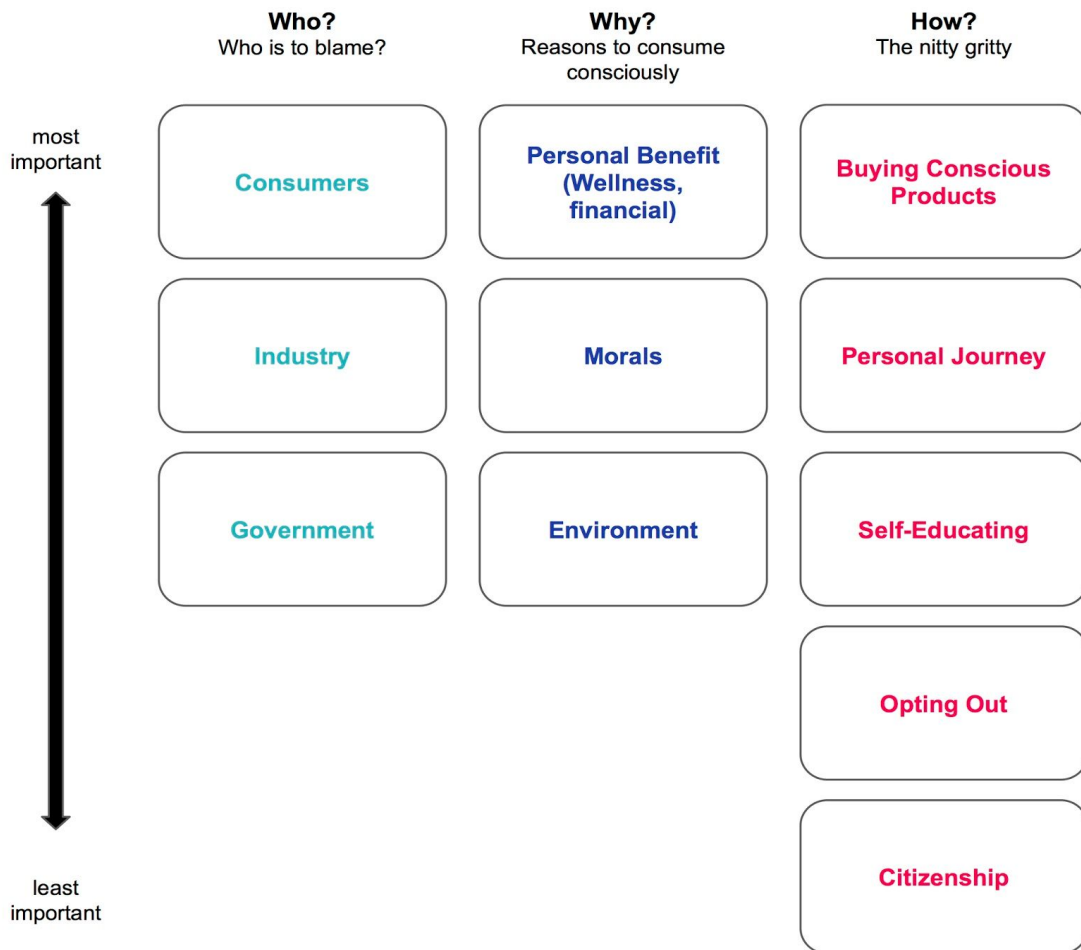 Who?
Who is to blame?
Why?
Reasons to consume
consciously
How?
The nitty gritty
most
important
Consumers
Personal Benefit
(Wellness,
financial)
Buying Conscious
Products
Industry
Morals
Personal Journey
Government
Environment
Self-Educating
Opting Out
Citizenship
least
important